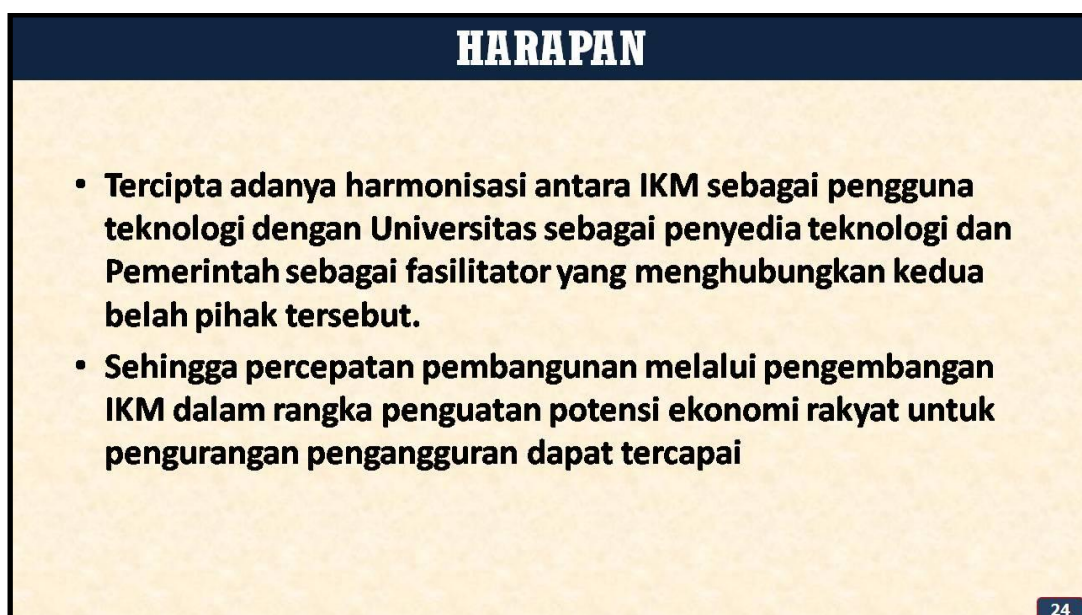 HARAPAN
• Tercipta adanya harmonisasi antara IKM sebagai pengguna
teknologi dengan Universitas sebagai penyedia teknologi dan
Pemerintah sebagai fasilitator yang menghubungkan kedua
belah pihak tersebut.
• Sehingga percepatan pembangunan melalui pengembangan
IKM dalam rangka penguatan potensi ekonomi rakyat untuk
pengurangan pengangguran dapat tercapai
24